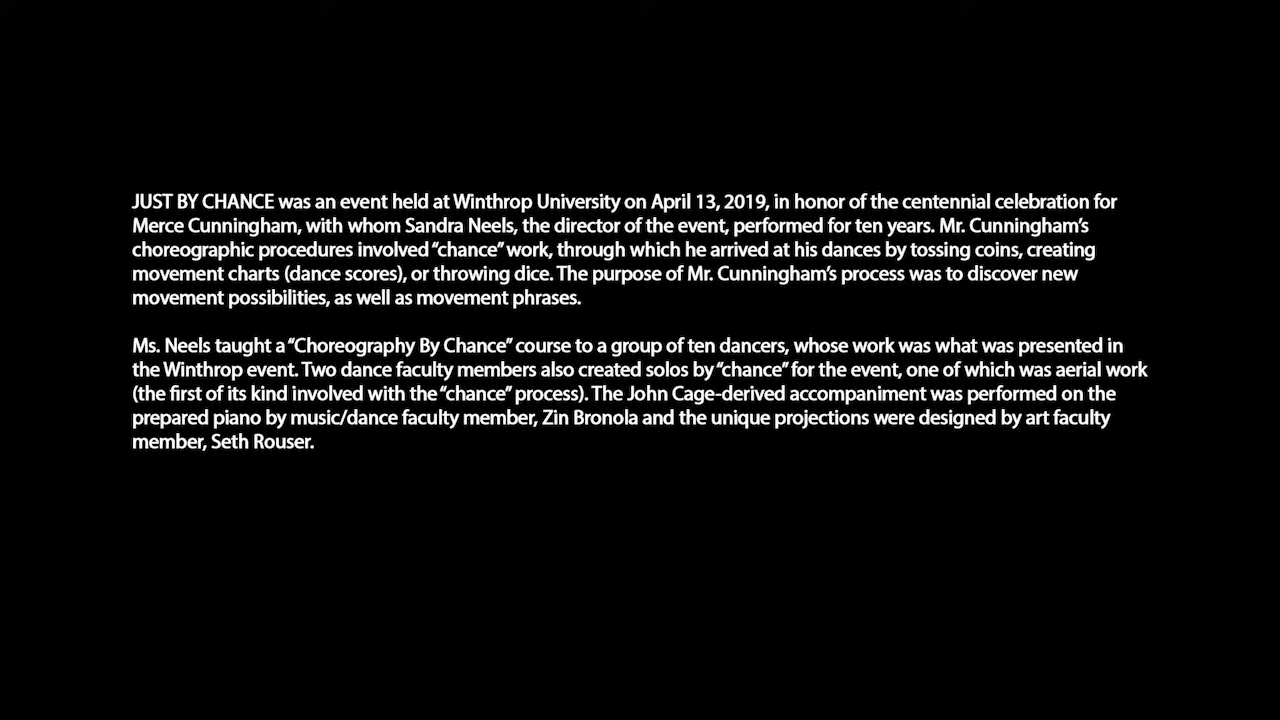 JUST BY CHANCE was an event held at Winthrop University on April 13, 2019, in honor of the centennial celebration for
Merce Cunningham, with whom Sandra Neels, the director of the event, performed for ten years. Mr. Cunningham’s
choreographic procedures involved “chance” work, through which he arrived at his dances by tossing coins, creating
movement charts (dance scores), or throwing dice. The purpose of Mr. Cunningham’s process was to discover new
movement possibilities, as well as movement phrases.
Ms. Neels taught a “Choreography By Chance” course to a group of ten dancers, whose work was what was presented in
the Winthrop event. Two dance faculty members also created solos by “chance” for the event, one of which was aerial work
(the first of its kind involved with the “chance” process). The John Cage-derived accompaniment was performed on the
prepared piano by music/dance faculty member, Zin Bronola and the unique projections were designed by art faculty
member, Seth Rouser.